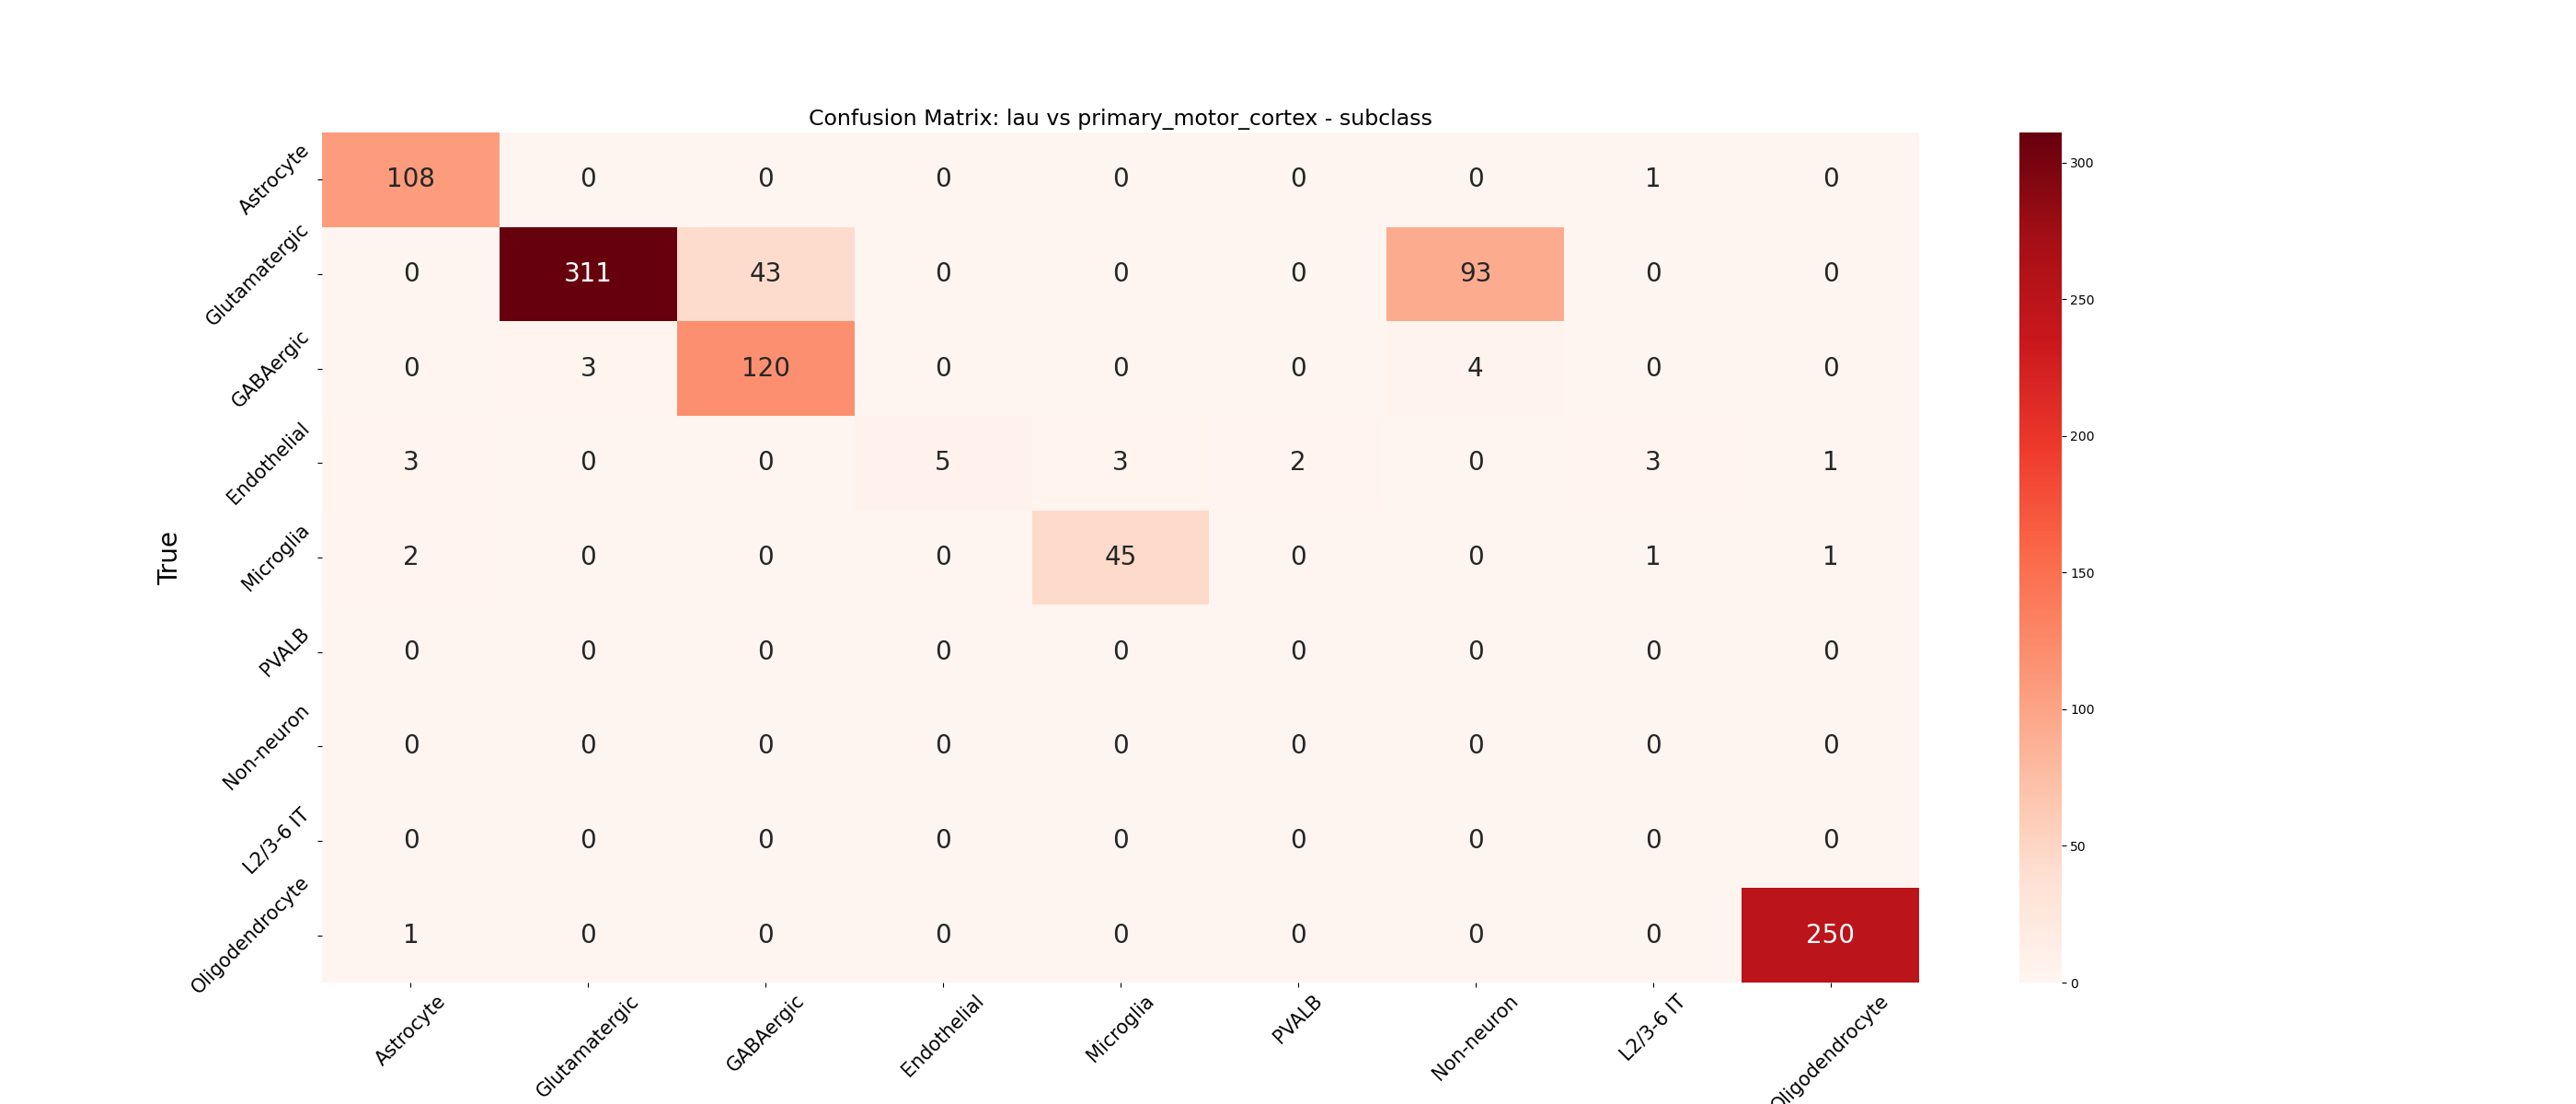 Confusion Matrix: lau vs primary_motor_cortex - subclass
True
Astrocyte 108 0 0 0 0 0 0 1 0
Glutamatergic 0 311 43 0 0 0 93 0 0
GABAergic 0 3 120 0 0 0 4 0 0
Endothelial 3 0 0 5 3 2 0 3 1
Microglia 2 0 0 0 45 0 0 1 1
PVALB 0 0 0 0 0 0 0 0 0
Non-neuron 0 0 0 0 0 0 0 0 0
L2/3-6 IT 0 0 0 0 0 0 0 0 0
Oligodendrocyte 1 0 0 0 0 0 0 0 250
Astrocyte Glutamatergic GABAergic Endothelial Microglia PVALB Non-neuron L2/3-6 IT Oligodendrocyte
300
250
200
150
100
50
0